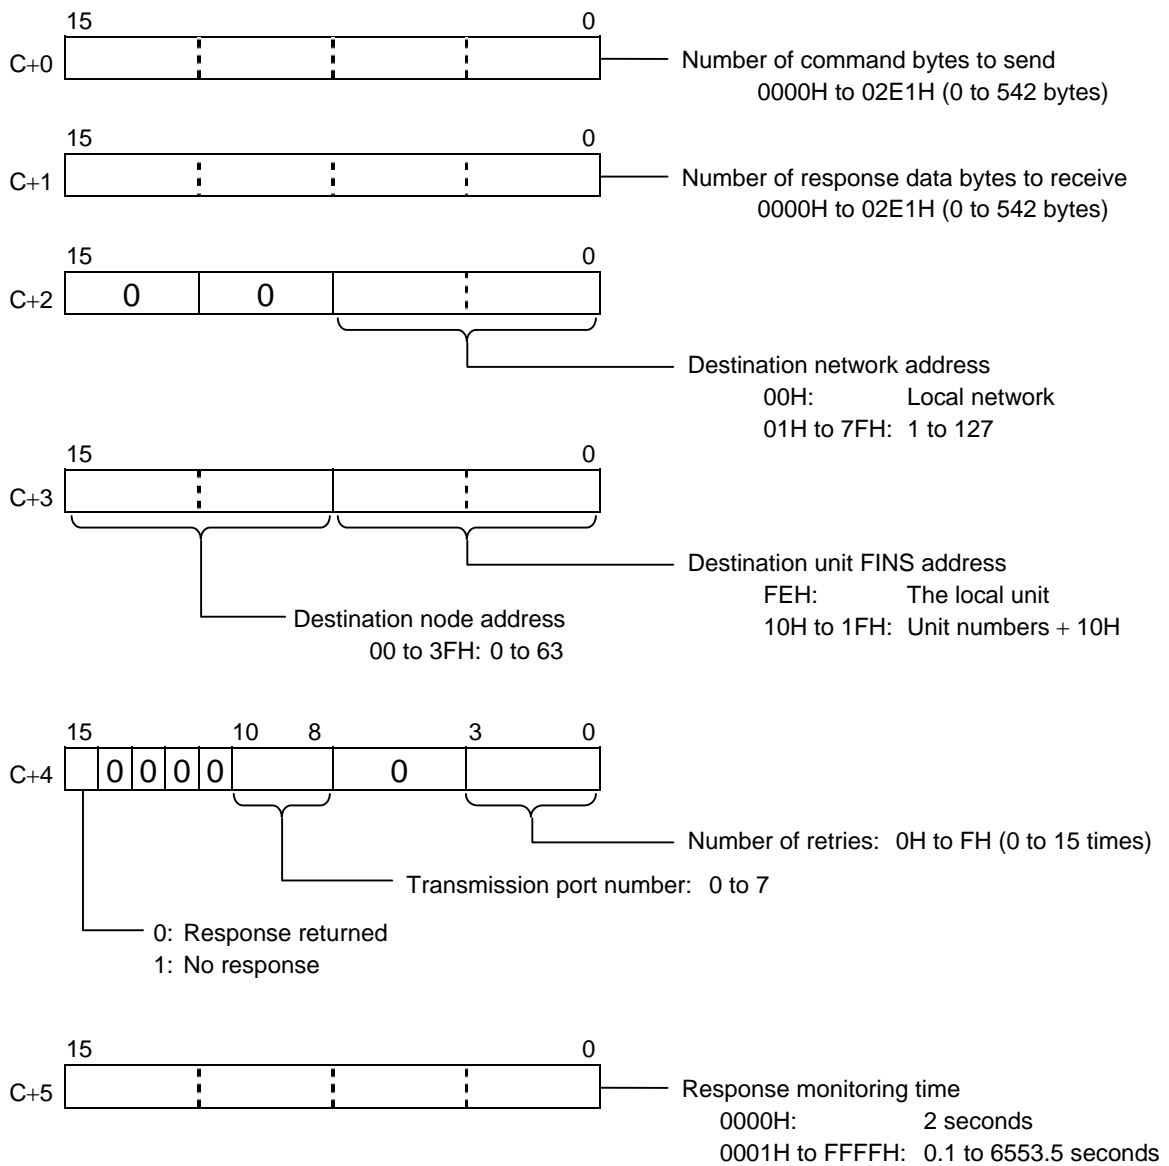 15 0
C+0
Number of command bytes to send
0000H to 02E1H (0 to 542 bytes)
15 0
C+1
Number of response data bytes to receive
0000H to 02E1H (0 to 542 bytes)
15 0
C+2 0 0
Destination network address
00H: Local network
01H to 7FH: 1 to 127
15 0
C+3
Destination unit FINS address
FEH: The local unit
10H to 1FH: Unit numbers + 10H
Destination node address
00 to 3FH: 0 to 63
15 10 8 3 0
C+4 0 0 0 0 0
Number of retries: 0H to FH (0 to 15 times)
Transmission port number: 0 to 7
0: Response returned
1: No response
15 0
C+5
Response monitoring time
0000H: 2 seconds
0001H to FFFFH: 0.1 to 6553.5 seconds